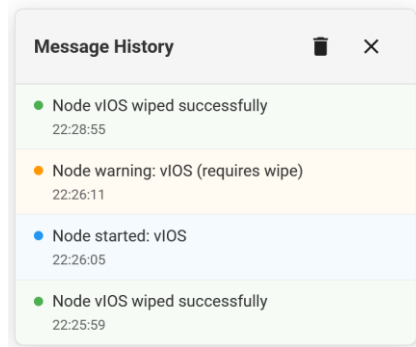 Message History
Node vIOS wiped successfully
22:28:55
Node warning: vIOS (requires wipe)
22:26:11
Node started: vIOS
22:26:05
Node vIOS wiped successfully
22:25:59